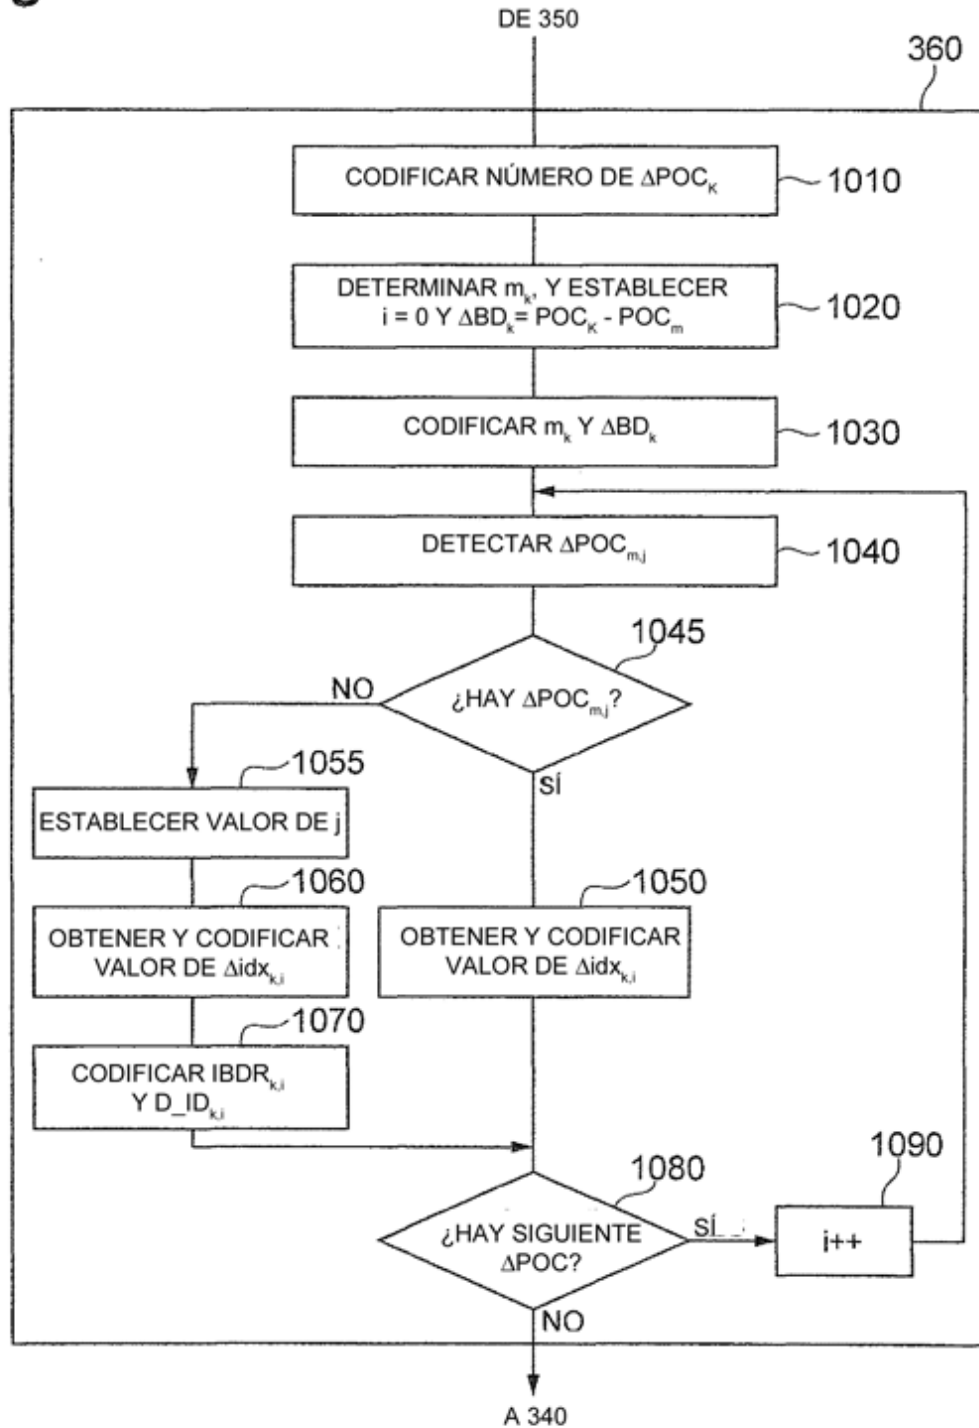 DE 350
360
CODIFICAR NÚMERO DE ΔPOC_K
1010
DETERMINAR m_k, Y ESTABLECER
i = 0 Y ΔBD_k= POC_K - POC_m
1020
CODIFICAR m_k Y ΔBD_k
1030
DETECTAR ΔPOC_m,j
1040
1045
¿HAY ΔPOC_m,j?
NO
SÍ
1055
ESTABLECER VALOR DE j
1060
OBTENER Y CODIFICAR
VALOR DE Δidx_k,i
1050
OBTENER Y CODIFICAR
VALOR DE Δidx_k,i
1070
CODIFICAR IBDR_k,i
Y D_ID_k,i
1080
¿HAY SIGUIENTE
ΔPOC?
SÍ
1090
i++
NO
A 340